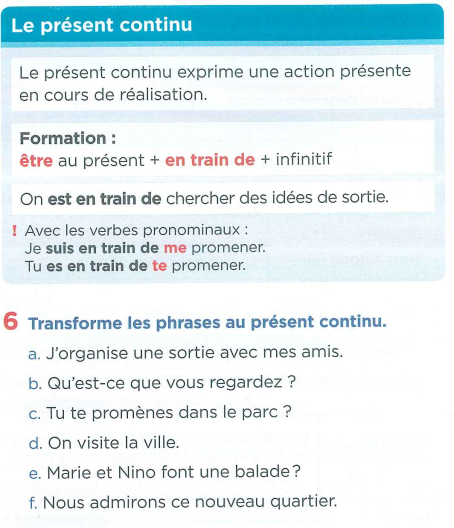 Le présent continu
Le présent continu exprime une action présente
en cours de réalisation.
Formation :
être au présent + en train de + infinitif
On est en train de chercher des idées de sortie.
! Avec les verbes pronominaux :
Je suis en train de me promener.
Tu es en train de te promener.
6 Transforme les phrases au présent continu.
a. J'organise une sortie avec mes amis.
b. Qu'est-ce que vous regardez ?
c. Tu te promènes dans le parc ?
d. On visite la ville.
e. Marie et Nino font une balade?
f. Nous admirons ce nouveau quartier.